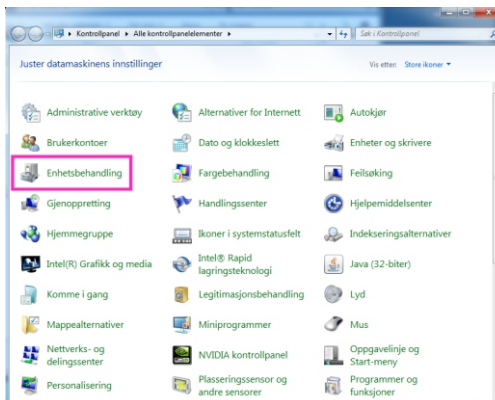 Kontrollpanel ▸ Alle kontrollpanelelementer ▸
Søk i Kontrollpanel
Juster datamaskinens innstillinger
Vis etter: Store ikoner
Administrative verktøy
Alternativer for Internett
Autokjør
Brukerkontoer
Dato og klokkeslett
Enheter og skrivere
Enhetsbehandling
Fargebehandling
Feilsøking
Gjenoppretting
Handlingssenter
Hjelpemiddelsenter
Hjemmegruppe
Ikoner i systemstatusfelt
Indekseringsalternativer
Intel(R) Grafikk og media
Intel® Rapid
lagringsteknologi
Java (32-biter)
Komme i gang
Legitimasjonsbehandling
Lyd
Mappealternativer
Miniprogrammer
Mus
Nettverks- og
delingssenter
NVIDIA kontrollpanel
Oppgavelinje og
Start-meny
Personalisering
Plasseringssensor og
andre sensorer
Programmer og
funksjoner